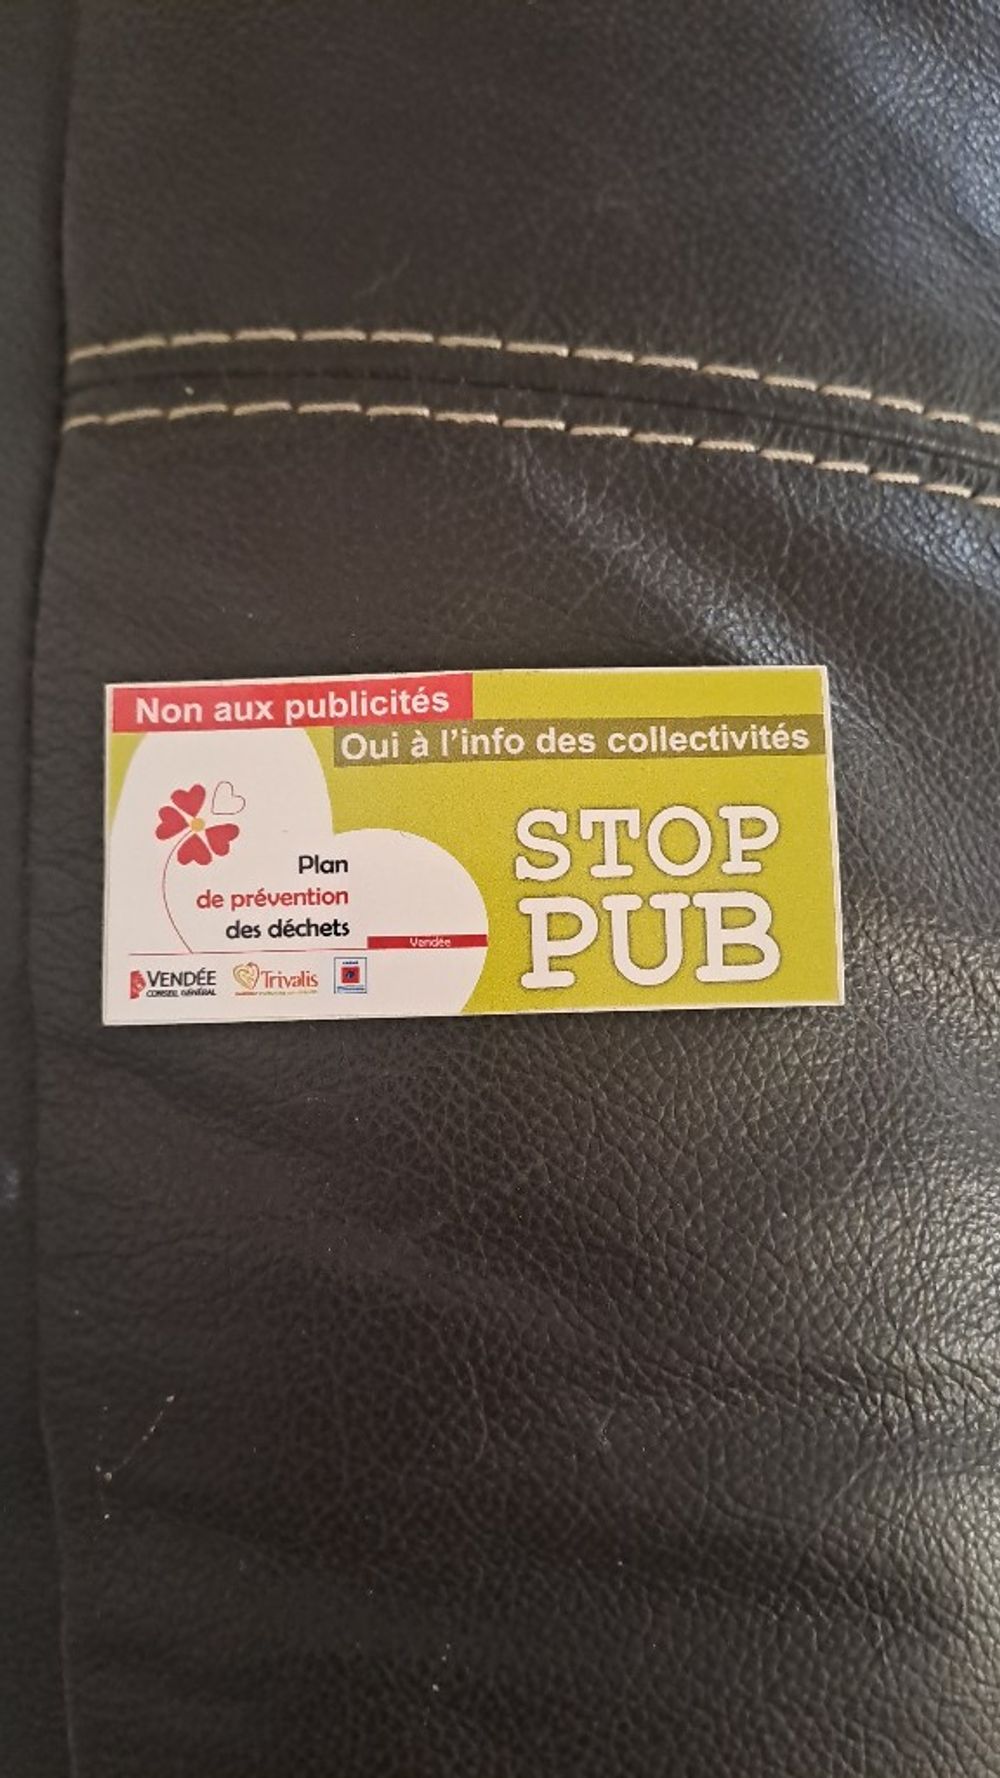 Non aux publicités
Oui à l'info des collectivités
STOP
PUB
Plan
de prévention
des déchets
Vendée
VENDÉE
CONSEIL GÉNÉRAL
Trivalis